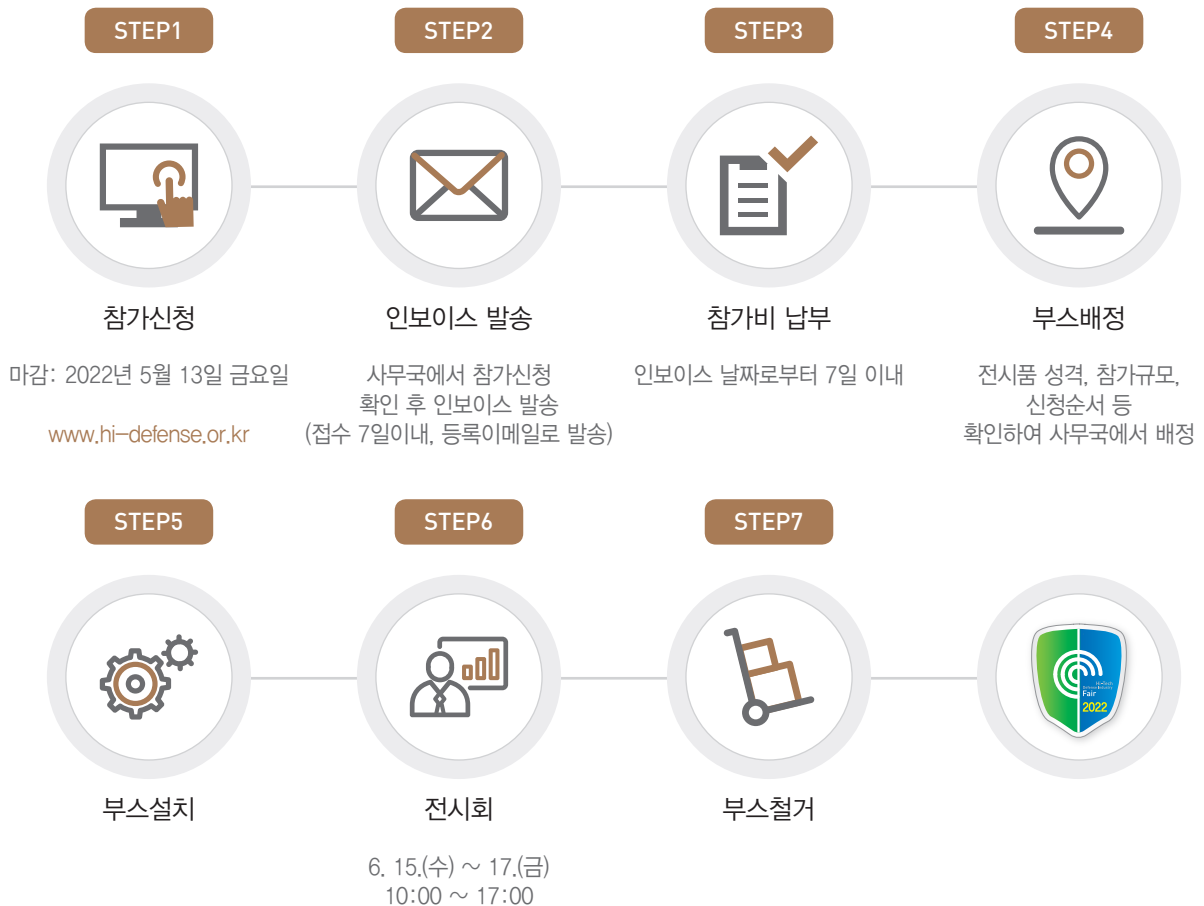 STEP1
STEP2
STEP3
STEP4
참가신청
인보이스 발송
참가비 납부
부스배정
마감: 2022년 5월 13일 금요일
www.hi-defense.or.kr
사무국에서 참가신청
확인 후 인보이스 발송
(접수 7일이내, 등록이메일로 발송)
인보이스 날짜로부터 7일 이내
전시품 성격, 참가규모,
신청순서 등
확인하여 사무국에서 배정
STEP5
STEP6
STEP7
Hi-Tech
Defense Industry
Fair
2022
부스설치
전시회
부스철거
6. 15.(수) ~ 17.(금)
10:00 ~ 17:00